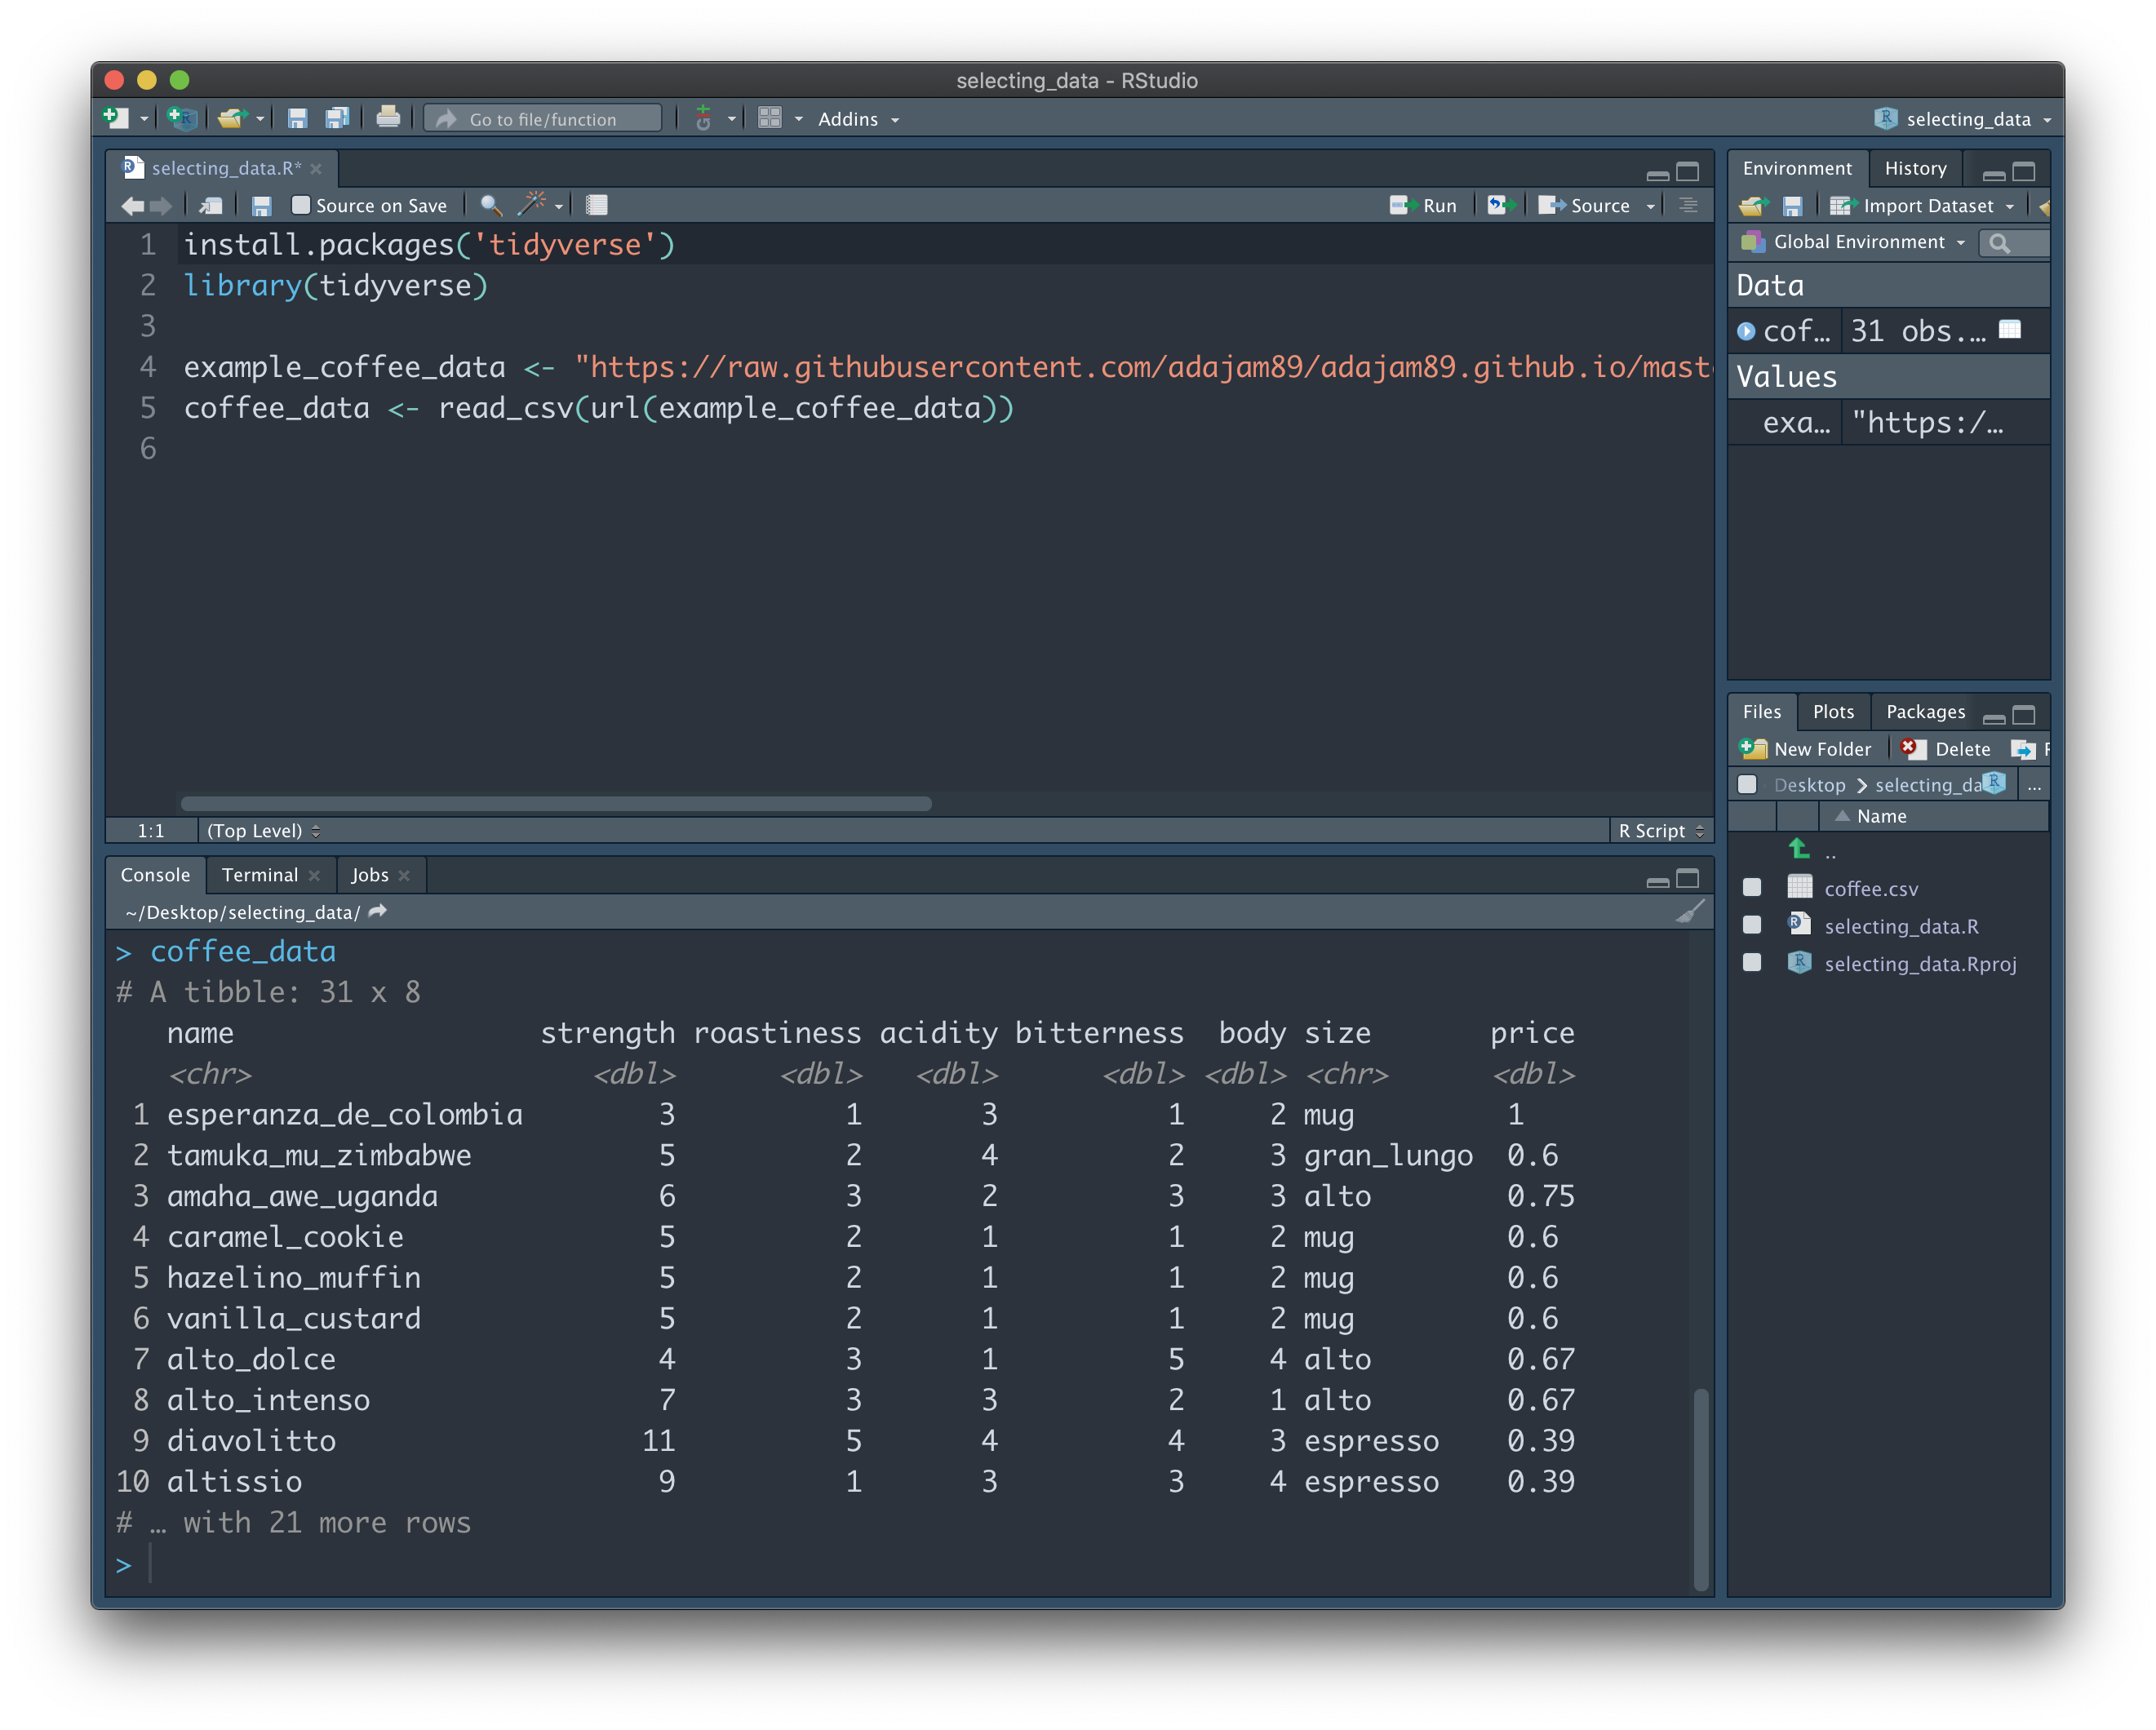 selecting_data - RStudio
Go to file/function
Addins
selecting_data
selecting_data.R*
Source on Save
Run
Source
1 install.packages('tidyverse')
2 library(tidyverse)
3
4 example_coffee_data <- "https://raw.githubusercontent.com/adajam89/adajam89.github.io/mast
5 coffee_data <- read_csv(url(example_coffee_data))
6
1:1 (Top Level) R Script
Console Terminal Jobs
~/Desktop/selecting_data/
> coffee_data
# A tibble: 31 x 8
name strength roastiness acidity bitterness body size price
<chr> <dbl> <dbl> <dbl> <dbl> <dbl> <chr> <dbl>
1 esperanza_de_colombia 3 1 3 1 2 mug 1
2 tamuka_mu_zimbabwe 5 2 4 2 3 gran_lungo 0.6
3 amaha_awe_uganda 6 3 2 3 3 alto 0.75
4 caramel_cookie 5 2 1 1 2 mug 0.6
5 hazelino_muffin 5 2 1 1 2 mug 0.6
6 vanilla_custard 5 2 1 1 2 mug 0.6
7 alto_dolce 4 3 1 5 4 alto 0.67
8 alto_intenso 7 3 3 2 1 alto 0.67
9 diavolitto 11 5 4 4 3 espresso 0.39
10 altissio 9 1 3 3 4 espresso 0.39
# … with 21 more rows
>
Environment History
Import Dataset
Global Environment
Data
cof… 31 obs.…
Values
exa… "https:/…
Files Plots Packages
New Folder Delete R
Desktop > selecting_da ...
Name
..
coffee.csv
selecting_data.R
selecting_data.Rproj